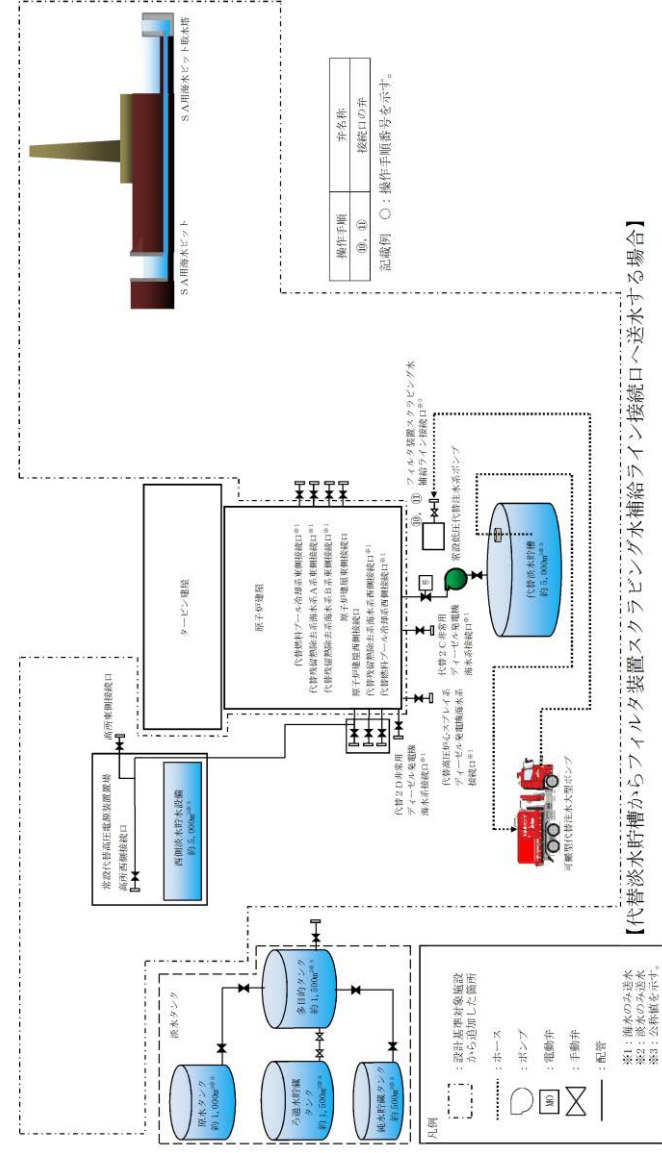 タービン建屋
原子炉建屋
常設代替高圧電源装置置場
高所西側接続口
高所東側接続口
西側淡水貯水設備
約5,000m³※3
ＳＡ用海水ピット
ＳＡ用海水ピット取水塔
操作手順
弁名称
⑩，⑪
接続口の弁
記載例　○：操作手順番号を示す。
代替燃料プール冷却系東側接続口※1
代替残留熱除去系海水系Ａ系東側接続口※1
代替残留熱除去系海水系Ｂ系東側接続口※1
原子炉建屋東側接続口
原子炉建屋西側接続口
代替残留熱除去系海水系西側接続口※1
代替燃料プール冷却系西側接続口※1
代替２Ｄ非常用
ディーゼル発電機
海水系接続口※1
代替高圧炉心スプレイ系
ディーゼル発電機海水系
接続口※1
代替２Ｃ非常用
ディーゼル発電機
海水系接続口※1
⑩，⑪
フィルタ装置スクラビング水
補給ライン接続口※2
常設低圧代替注水系ポンプ
代替淡水貯槽
約5,000m³※3
可搬型代替注水大型ポンプ
淡水タンク
原水タンク
約1,000m³※3
ろ過水貯蔵
タンク
約1,500m³※3
純水貯蔵タンク
約500m³※3
多目的タンク
約1,500m³※3
凡例
：設計基準対象施設
から追加した箇所
：ホース
：ポンプ
MO
：電動弁
：手動弁
：配管
※1：海水のみ送水
※2：淡水のみ送水
※3：公称値を示す。
【代替淡水貯槽からフィルタ装置スクラビング水補給ライン接続口へ送水する場合】